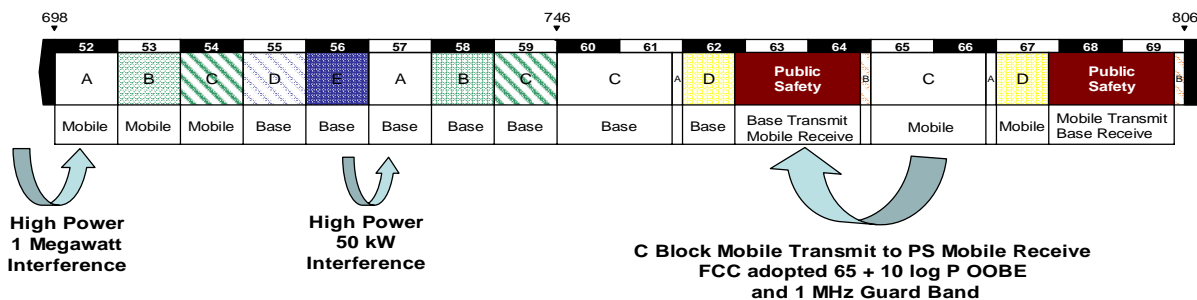 698 746 806
52 53 54 55 56 57 58 59 60 61 62 63 64 65 66 67 68 69
A B C D E A B C C A D Public Safety B C A D Public Safety B
Mobile Mobile Mobile Base Base Base Base Base Base Base Base Transmit Mobile Receive Mobile Mobile Mobile Transmit Base Receive
High Power
1 Megawatt
Interference
High Power
50 kW
Interference
C Block Mobile Transmit to PS Mobile Receive
FCC adopted 65 + 10 log P OOBE
and 1 MHz Guard Band